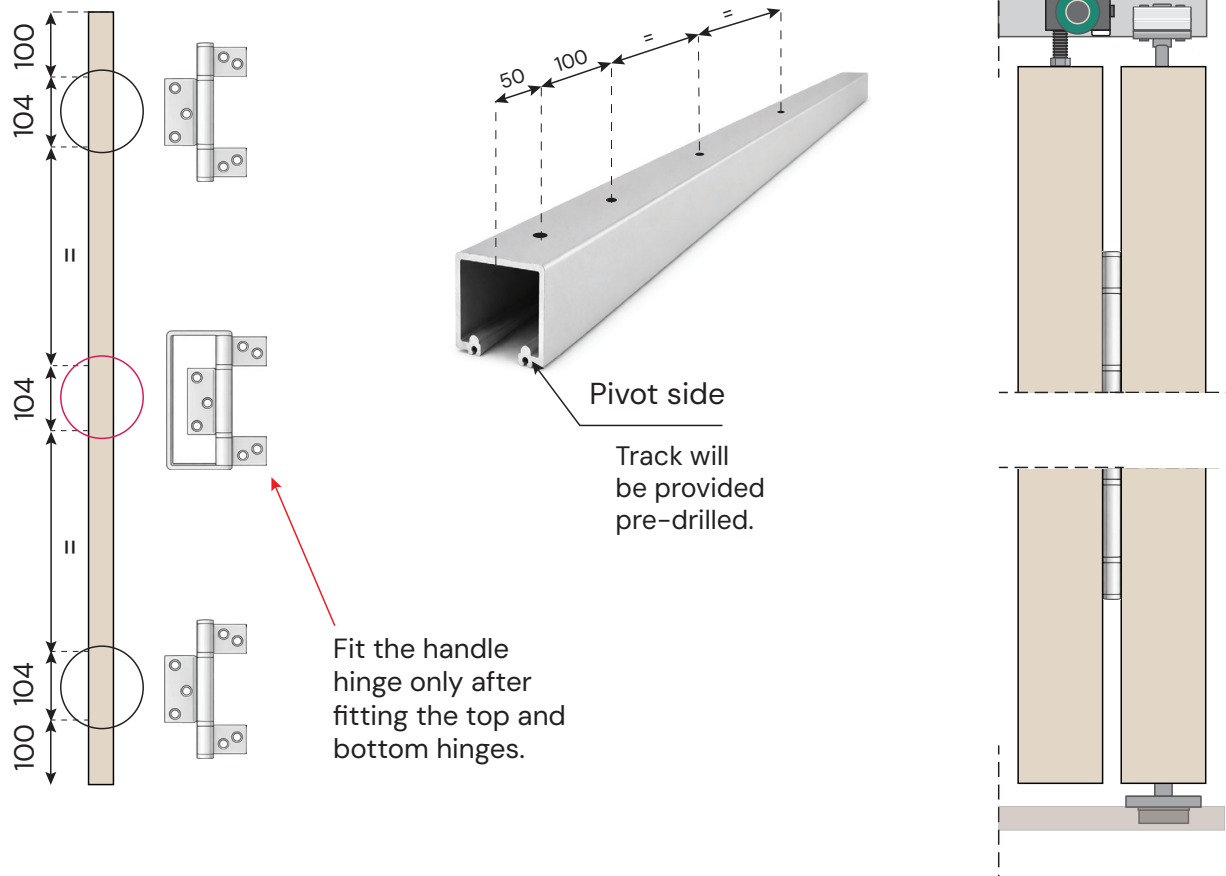 100
104
=
104
=
104
100
50
100
=
=
Pivot side
Track will
be provided
pre-drilled.
Fit the handle
hinge only after
fitting the top and
bottom hinges.